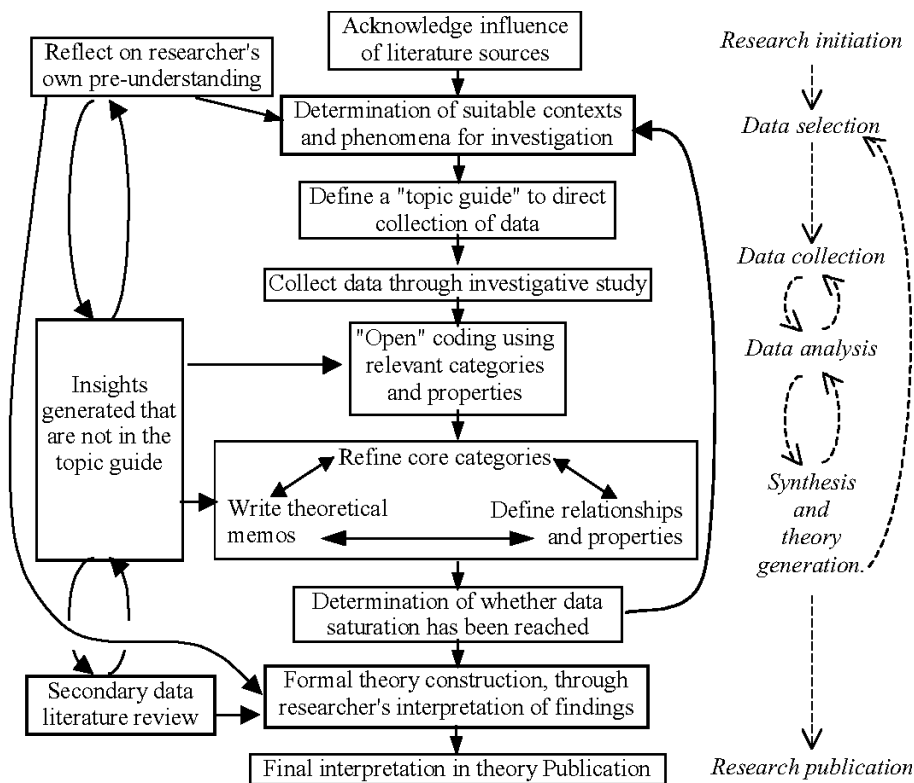 Acknowledge influence
of literature sources
Reflect on researcher's
own pre-understanding
Determination of suitable contexts
and phenomena for investigation
Define a "topic guide" to direct
collection of data
Collect data through investigative study
"Open" coding using
relevant categories
and properties
Insights
generated that
are not in the
topic guide
Refine core categories
Write theoretical
memos
Define relationships
and properties
Determination of whether data
saturation has been reached
Secondary data
literature review
Formal theory construction, through
researcher's interpretation of findings
Final interpretation in theory Publication
Research initiation
Data selection
Data collection
Data analysis
Synthesis
and
theory
generation.
Research publication